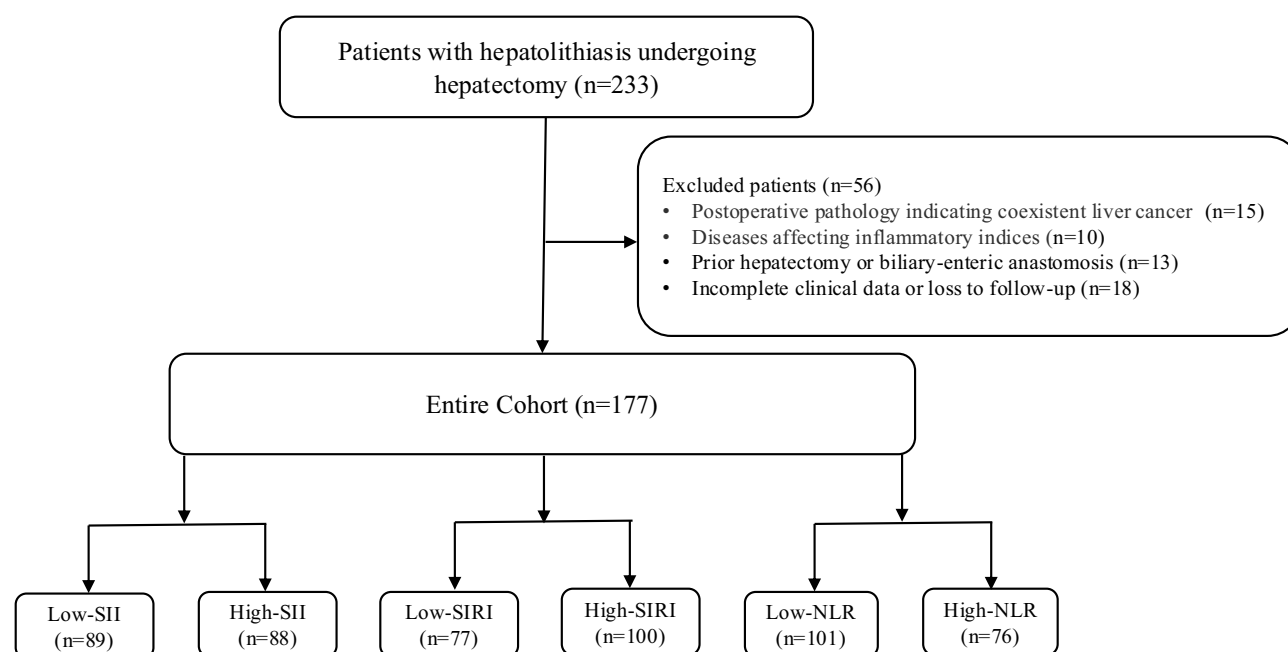 Patients with hepatolithiasis undergoing
hepatectomy (n=233)
Excluded patients (n=56)
• Postoperative pathology indicating coexistent liver cancer (n=15)
• Diseases affecting inflammatory indices (n=10)
• Prior hepatectomy or biliary-enteric anastomosis (n=13)
• Incomplete clinical data or loss to follow-up (n=18)
Entire Cohort (n=177)
Low-SII
(n=89)
High-SII
(n=88)
Low-SIRI
(n=77)
High-SIRI
(n=100)
Low-NLR
(n=101)
High-NLR
(n=76)